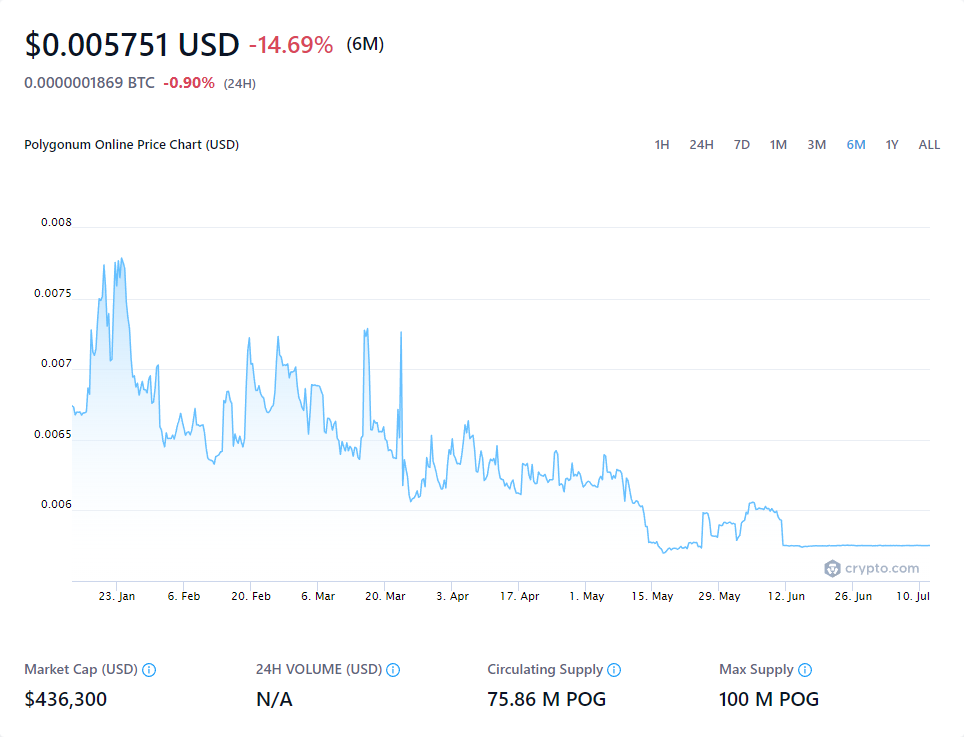 $0.005751 USD -14.69% (6M)
0.0000001869 BTC -0.90% (24H)
Polygonum Online Price Chart (USD) 1H 24H 7D 1M 3M 6M 1Y ALL
0.008
0.0075
0.007
0.0065
0.006
crypto.com
23. Jan 6. Feb 20. Feb 6. Mar 20. Mar 3. Apr 17. Apr 1. May 15. May 29. May 12. Jun 26. Jun 10. Jul
Market Cap (USD) 24H VOLUME (USD) Circulating Supply Max Supply
$436,300 N/A 75.86 M POG 100 M POG